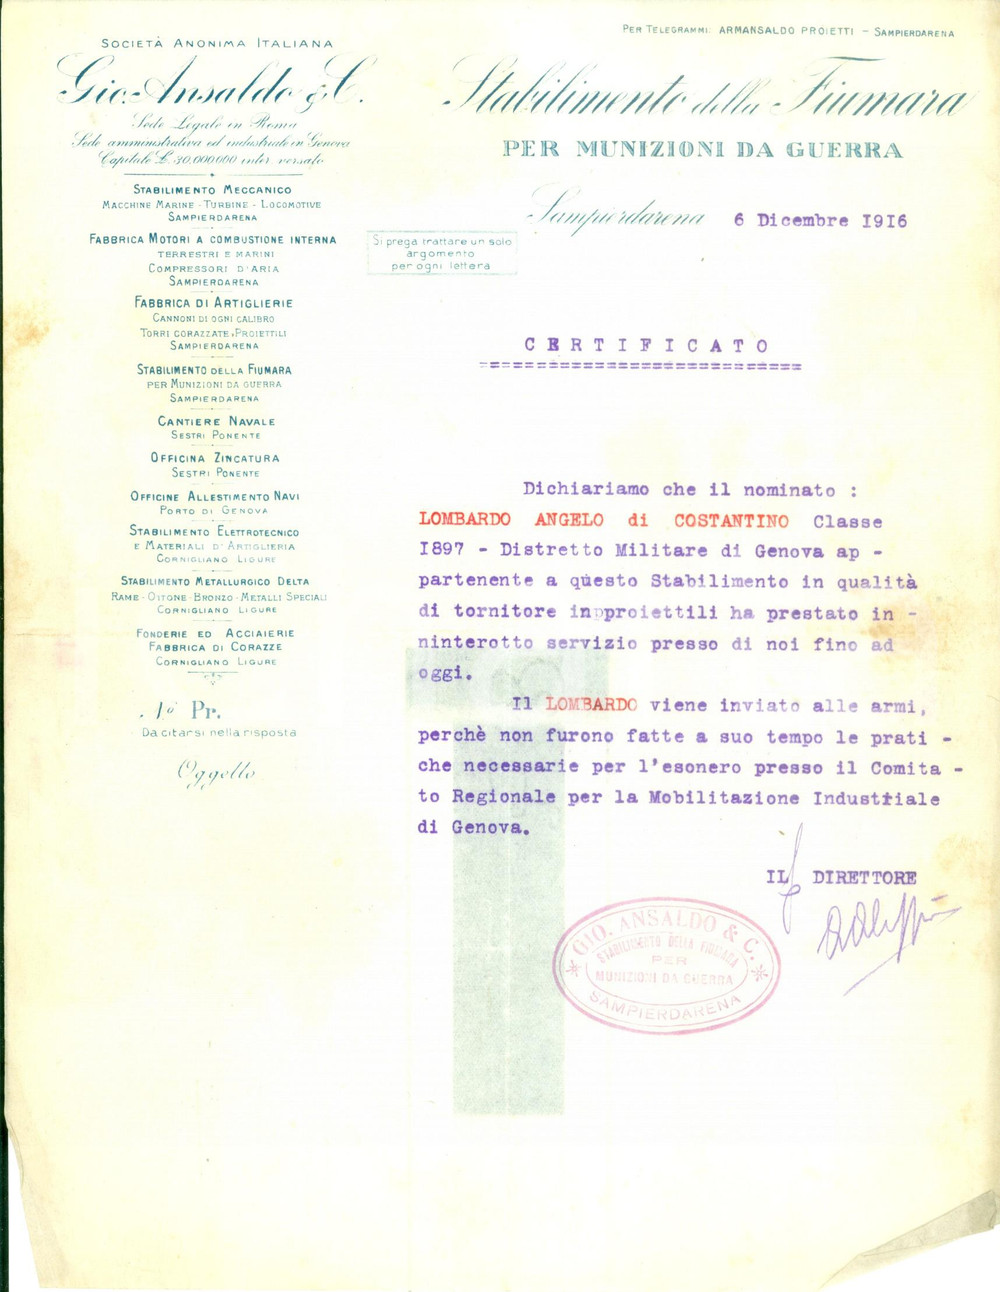 PER TELEGRAMMI: ARMANSALDO PROIETTI – SAMPIERDARENA
SOCIETÀ ANONIMA ITALIANA
Gio. Ansaldo & C.
Sede Legale in Roma
Sede amministrativa ed industriale in Genova
Capitale £. 30.000.000 inter. versato
STABILIMENTO MECCANICO
MACCHINE MARINE - TURBINE - LOCOMOTIVE
SAMPIERDARENA
FABBRICA MOTORI A COMBUSTIONE INTERNA
TERRESTRI E MARINI
COMPRESSORI D'ARIA
SAMPIERDARENA
FABBRICA DI ARTIGLIERIE
CANNONI DI OGNI CALIBRO
TORRI CORAZZATE - PROIETTILI
SAMPIERDARENA
STABILIMENTO DELLA FIUMARA
PER MUNIZIONI DA GUERRA
SAMPIERDARENA
CANTIERE NAVALE
SESTRI PONENTE
OFFICINA ZINCATURA
SESTRI PONENTE
OFFICINE ALLESTIMENTO NAVI
PORTO DI GENOVA
STABILIMENTO ELETTROTECNICO
E MATERIALI D'ARTIGLIERIA
CORNIGLIANO LIGURE
STABILIMENTO METALLURGICO DELTA
RAME - OTTONE - BRONZO - METALLI SPECIALI
CORNIGLIANO LIGURE
FONDERIE ED ACCIAIERIE
FABBRICA DI CORAZZE
CORNIGLIANO LIGURE
Nº Pr.
Da citarsi nella risposta
Oggetto
Stabilimento della Fiumara
PER MUNIZIONI DA GUERRA
Sampierdarena 6 Dicembre 1916
Si prega trattare un solo
argomento
per ogni lettera
CERTIFICATO
============================
Dichiariamo che il nominato :
LOMBARDO ANGELO di COSTANTINO Classe
I897 - Distretto Militare di Genova ap -
partenente a questo Stabilimento in qualità
di tornitore in proiettili ha prestato in -
ninterotto servizio presso di noi fino ad
oggi.
Il LOMBARDO viene inviato alle armi,
perchè non furono fatte a suo tempo le prati -
che necessarie per l'esonero presso il Comita -
to Regionale per la Mobilitazione Industriale
di Genova.
IL DIRETTORE
GIO. ANSALDO & C.
STABILIMENTO DELLA FIUMARA
PER
MUNIZIONI DA GUERRA
SAMPIERDARENA